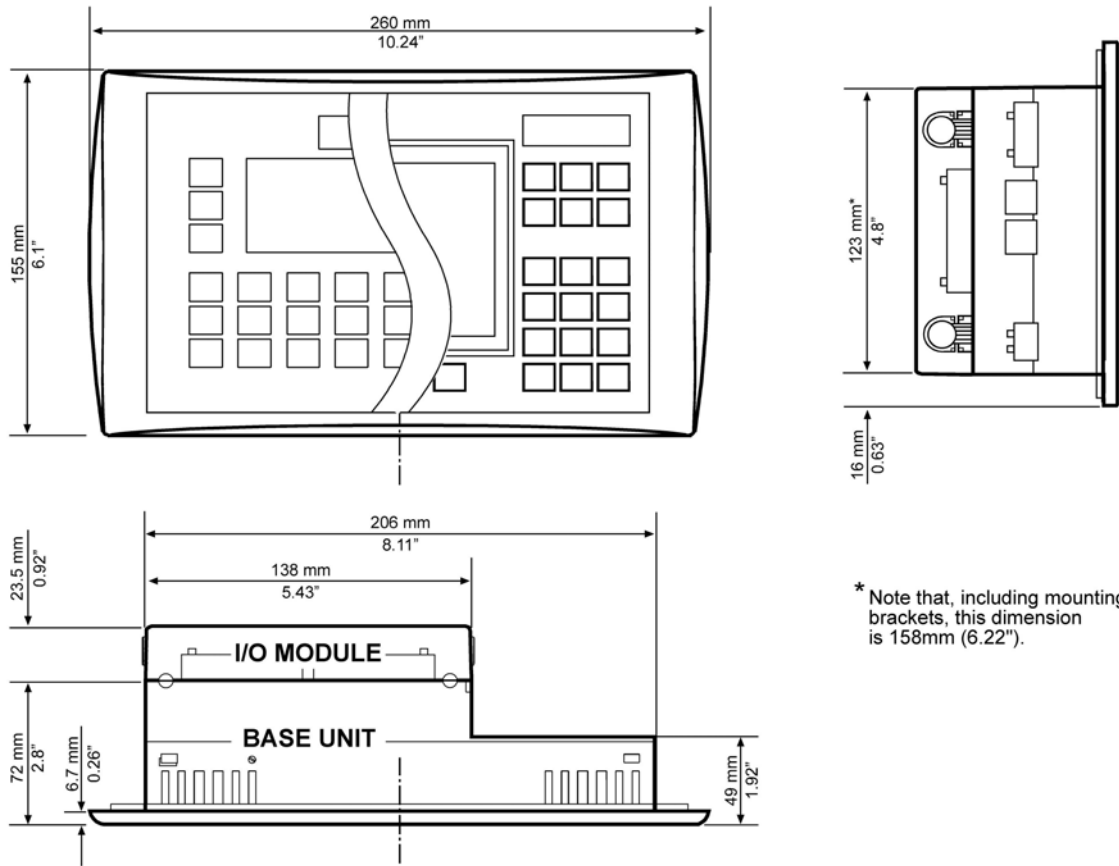 260 mm
10.24"
155 mm
6.1"
123 mm*
4.8"
16 mm
0.63"
206 mm
8.11"
138 mm
5.43"
23.5 mm
0.92"
I/O MODULE
BASE UNIT
72 mm
2.8"
6.7 mm
0.26"
49 mm
1.92"
* Note that, including mounting
brackets, this dimension
is 158mm (6.22").